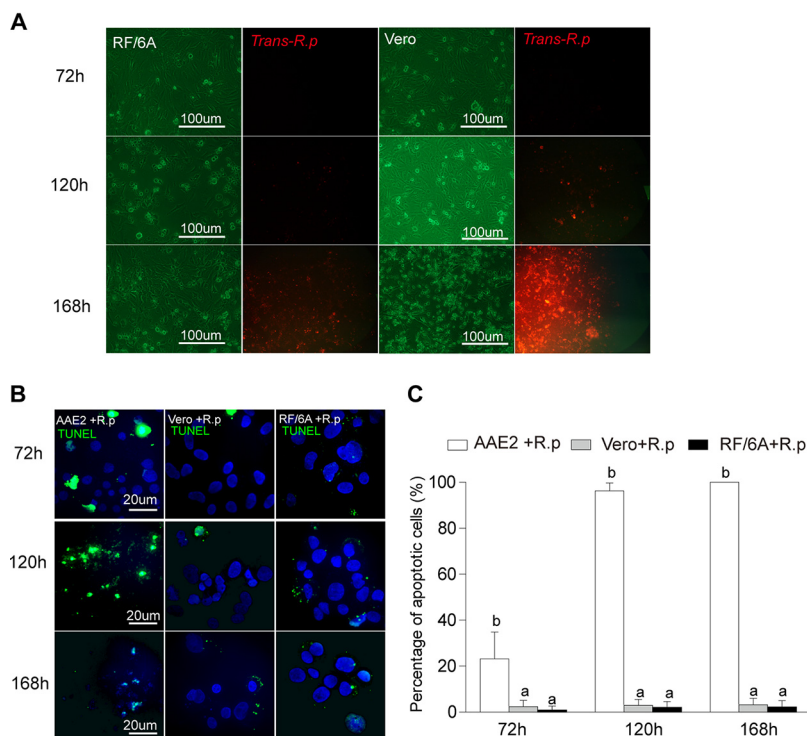 A
RF/6A Trans-R.p Vero Trans-R.p
72h
100um 100um
120h
100um 100um
168h
100um 100um
B
AAE2 +R.p Vero +R.p RF/6A +R.p
TUNEL TUNEL TUNEL
72h
20um
120h
20um
168h
20um
C
AAE2 +R.p Vero+R.p RF/6A+R.p
Percentage of apoptotic cells (%)
100
80
60
40
20
0
b a a
b a a
b a a
72h 120h 168h